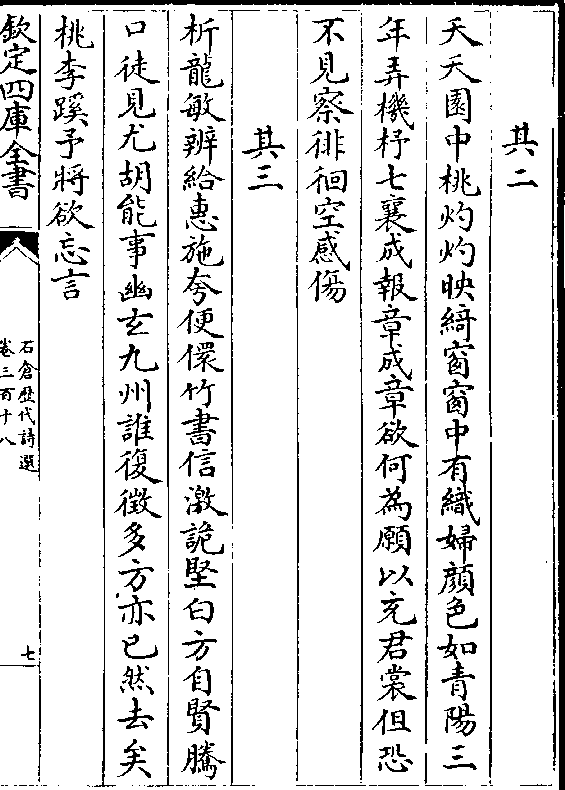 其二
夭夭園中桃灼灼映綺窗窗中有織婦顔色如青陽三
年弄機杼七襄成報章成章欲何為願以充君裳但恐
不見察徘徊空感傷
其三
析龍敏辨給惠施夸便儇竹書信激詭堅白方自賢騰
口徒見尤胡能事幽玄九州誰復徵多方亦已然去矣
桃李蹊予將欲忘言
欽定四庫全書
石倉歷代詩選
卷三百十八
七